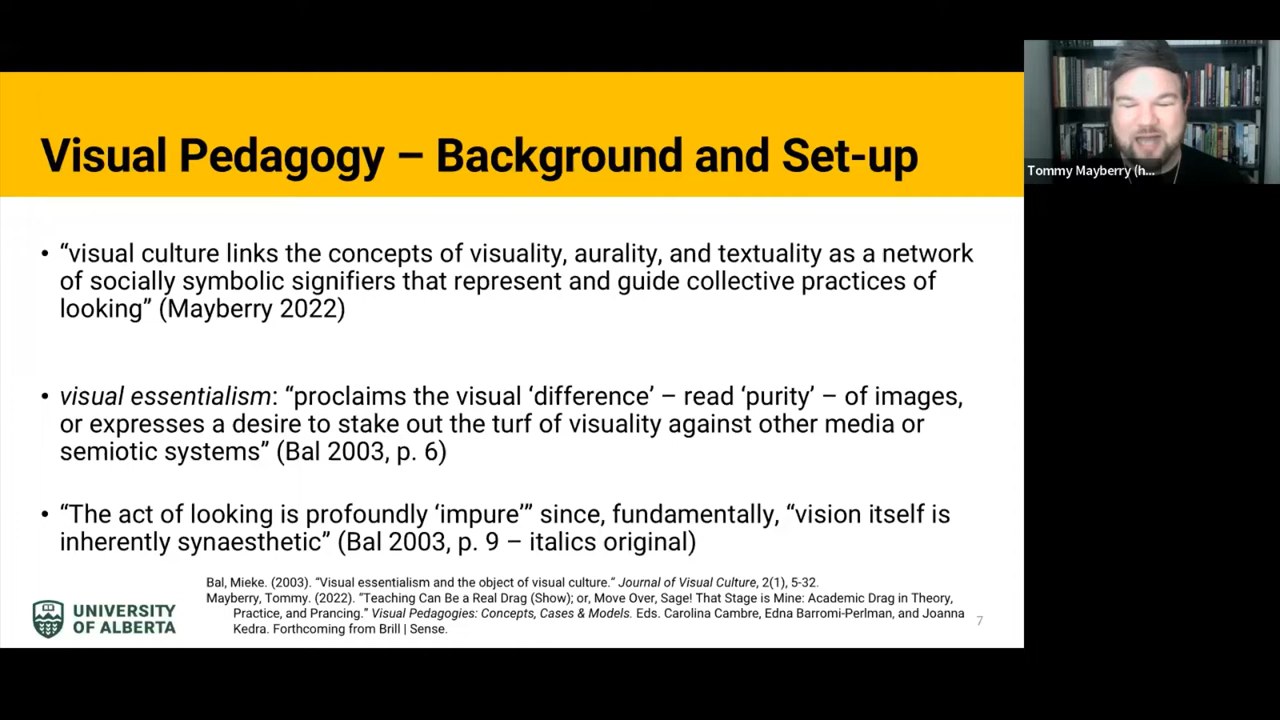 Visual Pedagogy – Background and Set-up
Tommy Mayberry (h...
• “visual culture links the concepts of visuality, aurality, and textuality as a network
of socially symbolic signifiers that represent and guide collective practices of
looking” (Mayberry 2022)
• visual essentialism: “proclaims the visual ‘difference’ – read ‘purity’ – of images,
or expresses a desire to stake out the turf of visuality against other media or
semiotic systems” (Bal 2003, p. 6)
• “The act of looking is profoundly ‘impure’” since, fundamentally, “vision itself is
inherently synaesthetic” (Bal 2003, p. 9 – italics original)
Bal, Mieke. (2003). “Visual essentialism and the object of visual culture.” Journal of Visual Culture, 2(1), 5-32.
Mayberry, Tommy. (2022). “Teaching Can Be a Real Drag (Show); or, Move Over, Sage! That Stage is Mine: Academic Drag in Theory,
Practice, and Prancing.” Visual Pedagogies: Concepts, Cases & Models. Eds. Carolina Cambre, Edna Barromi-Perlman, and Joanna
Kedra. Forthcoming from Brill | Sense.
UNIVERSITY
OF ALBERTA
7